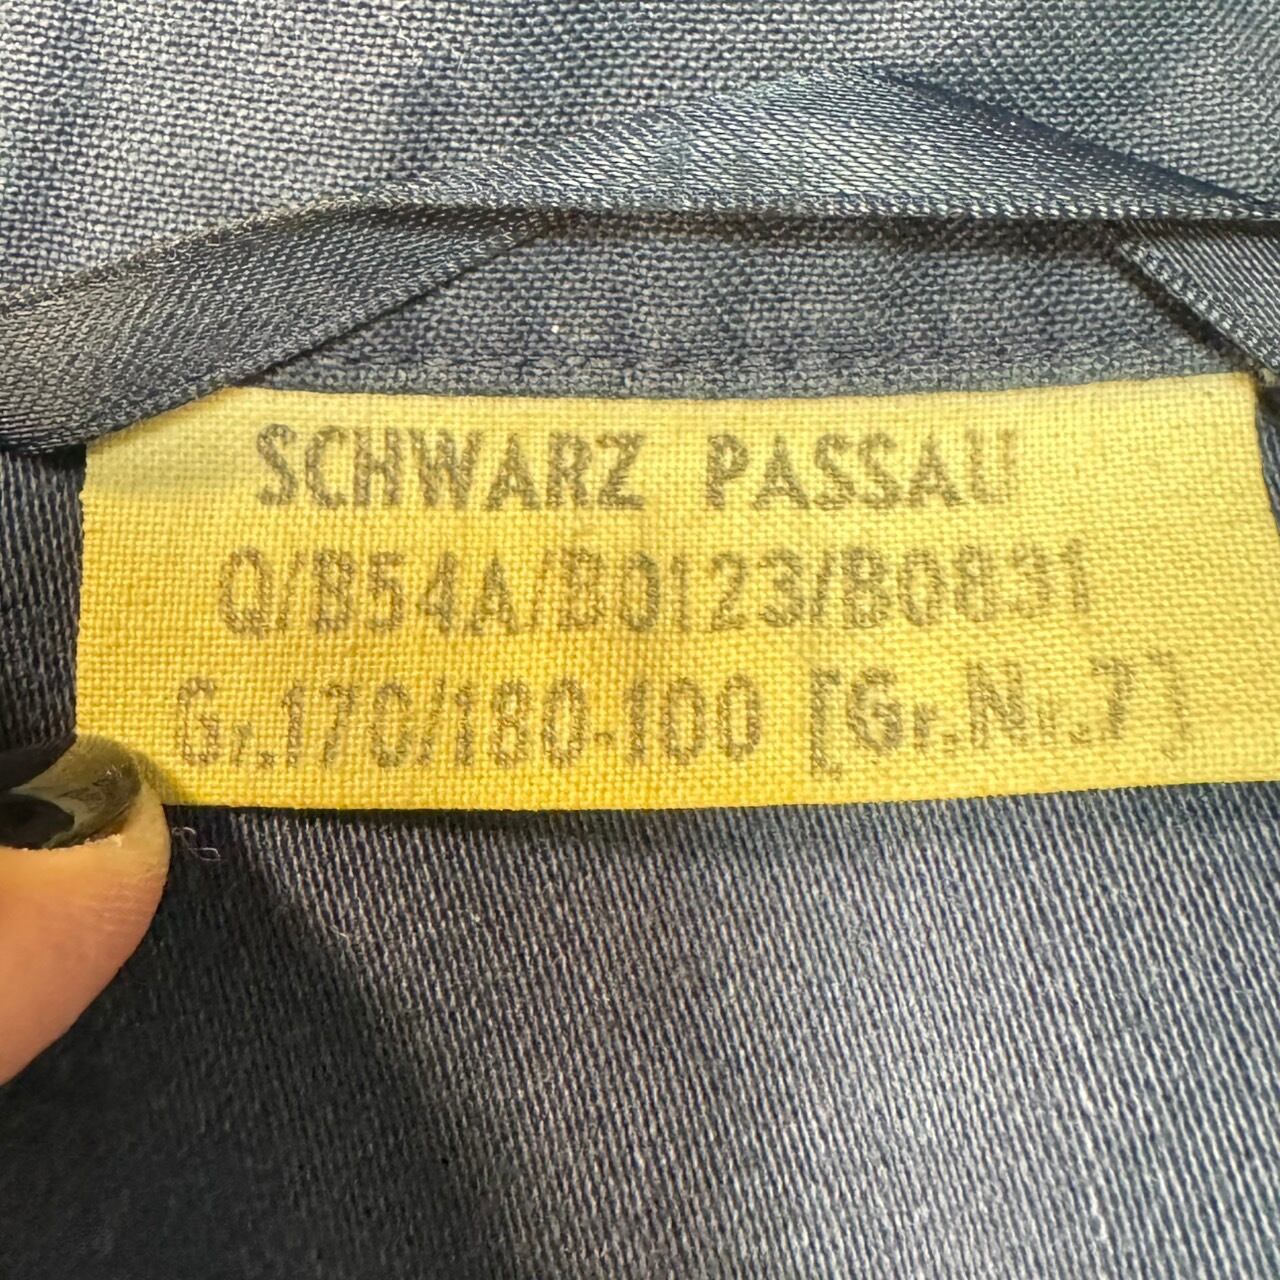 SCHWARZ PASSAU
Q/B54A/B0123/B0831
Gr.170/180-100 [Gr.Nr.7]